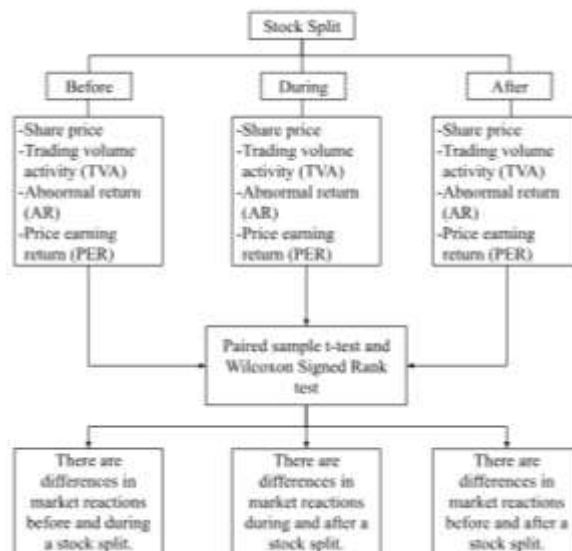 Stock Split
Before
During
After
-Share price
-Trading volume
activity (TVA)
-Abnormal return
(AR)
-Price earning
return (PER)
-Share price
-Trading volume
activity (TVA)
-Abnormal return
(AR)
-Price earning
return (PER)
-Share price
-Trading volume
activity (TVA)
-Abnormal return
(AR)
-Price earning
return (PER)
Paired sample t-test and
Wilcoxon Signed Rank
test
There are
differences in
market reactions
before and during
a stock split.
There are
differences in
market reactions
during and after a
stock split.
There are
differences in
market reactions
before and after a
stock split.